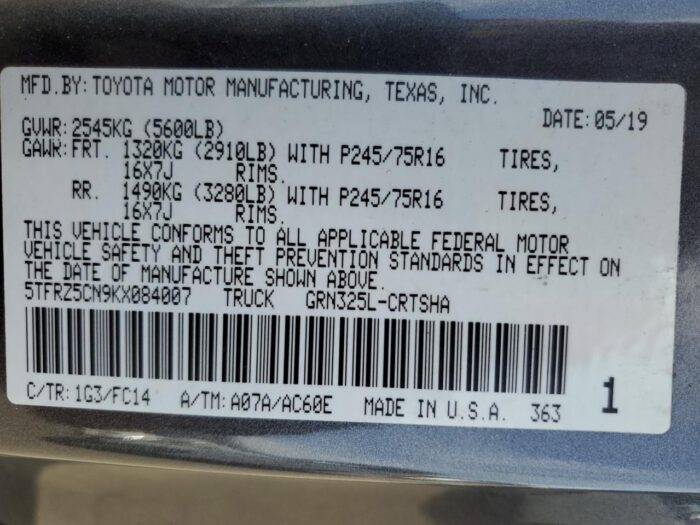 MFD.BY:TOYOTA MOTOR MANUFACTURING, TEXAS, INC.
DATE:05/19
GVWR:2545KG (5600LB)
GAWR:FRT. 1320KG (2910LB) WITH P245/75R16 TIRES,
16X7J RIMS.
RR. 1490KG (3280LB) WITH P245/75R16 TIRES,
16X7J RIMS.
THIS VEHICLE CONFORMS TO ALL APPLICABLE FEDERAL MOTOR
VEHICLE SAFETY AND THEFT PREVENTION STANDARDS IN EFFECT ON
THE DATE OF MANUFACTURE SHOWN ABOVE.
5TFRZ5CN9KX084007 TRUCK GRN325L-CRTSHA
C/TR:1G3/FC14 A/TM:A07A/AC60E MADE IN U.S.A. 363 1